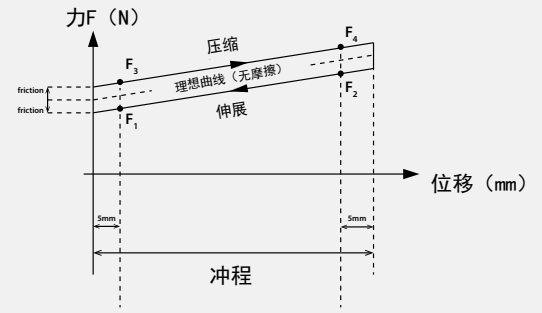 力F（N）
F4
压缩
F3
理想曲线（无摩擦）
friction
F2
friction
伸展
F1
位移（mm）
5mm
5mm
冲程